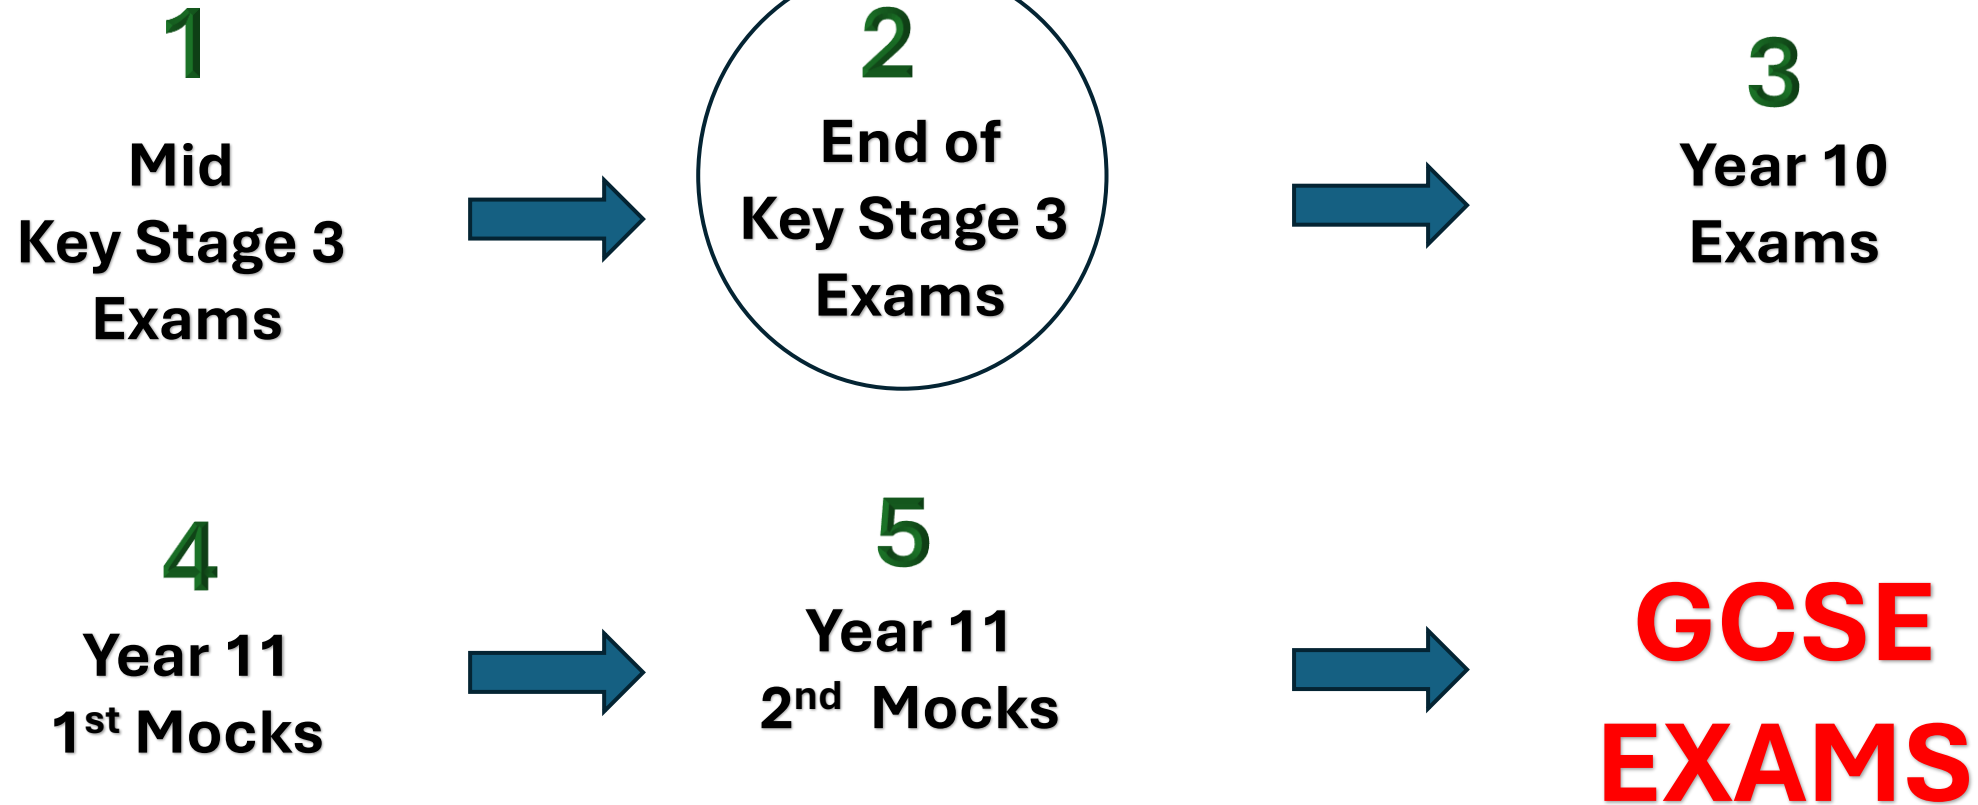 1
Mid
Key Stage 3
Exams
2
End of
Key Stage 3
Exams
3
Year 10
Exams
4
Year 11
1st Mocks
5
Year 11
2nd Mocks
GCSE
EXAMS